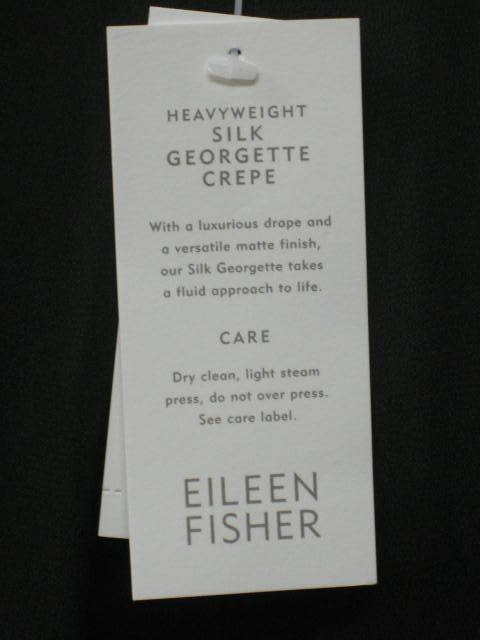 HEAVYWEIGHT
SILK
GEORGETTE
CREPE
With a luxurious drape and
a versatile matte finish,
our Silk Georgette takes
a fluid approach to life.
CARE
Dry clean, light steam
press, do not over press.
See care label.
EILEEN
FISHER